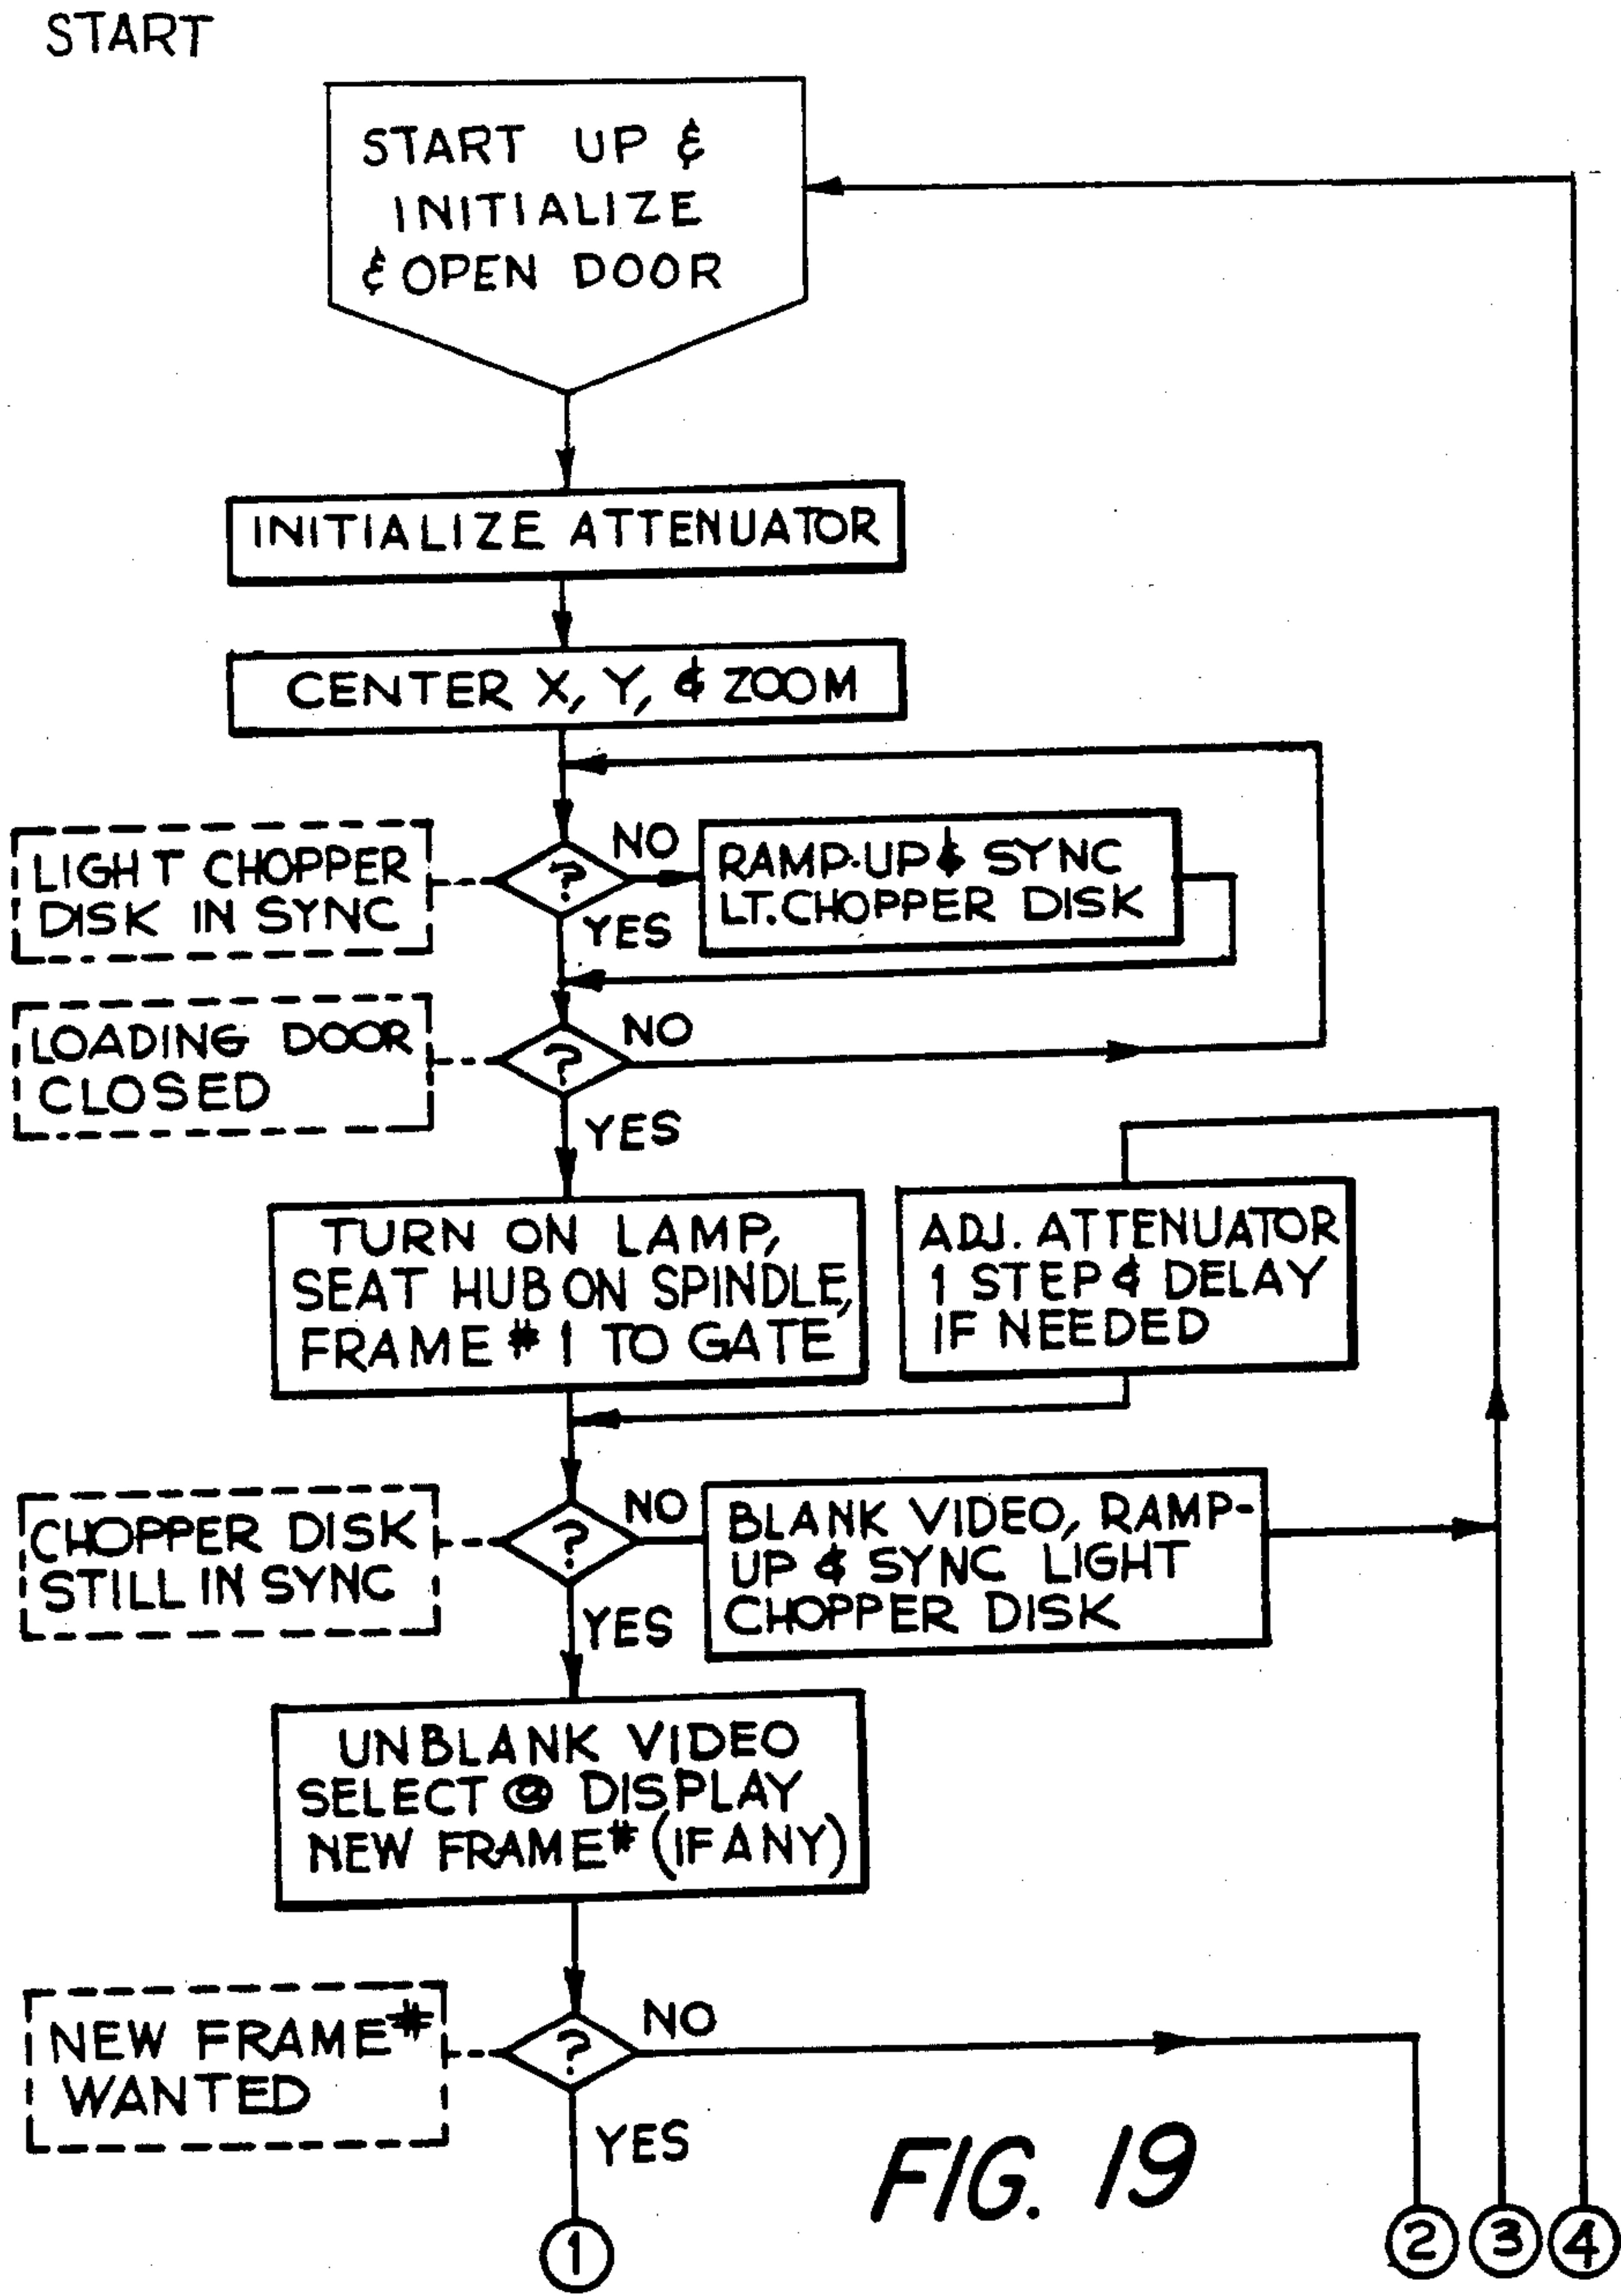 START
START UP &
INITIALIZE
& OPEN DOOR
INITIALIZE ATTENUATOR
CENTER X, Y, & ZOOM
LIGHT CHOPPER
DISK IN SYNC
?
NO
YES
RAMP-UP & SYNC
LT. CHOPPER DISK
LOADING DOOR
CLOSED
?
NO
YES
TURN ON LAMP,
SEAT HUB ON SPINDLE,
FRAME # 1 TO GATE
ADJ. ATTENUATOR
1 STEP & DELAY
IF NEEDED
CHOPPER DISK
STILL IN SYNC
?
NO
YES
BLANK VIDEO, RAMP-
UP & SYNC LIGHT
CHOPPER DISK
UNBLANK VIDEO
SELECT @ DISPLAY
NEW FRAME# (IF ANY)
NEW FRAME#
WANTED
?
NO
YES
FIG. 19
1
2
3
4